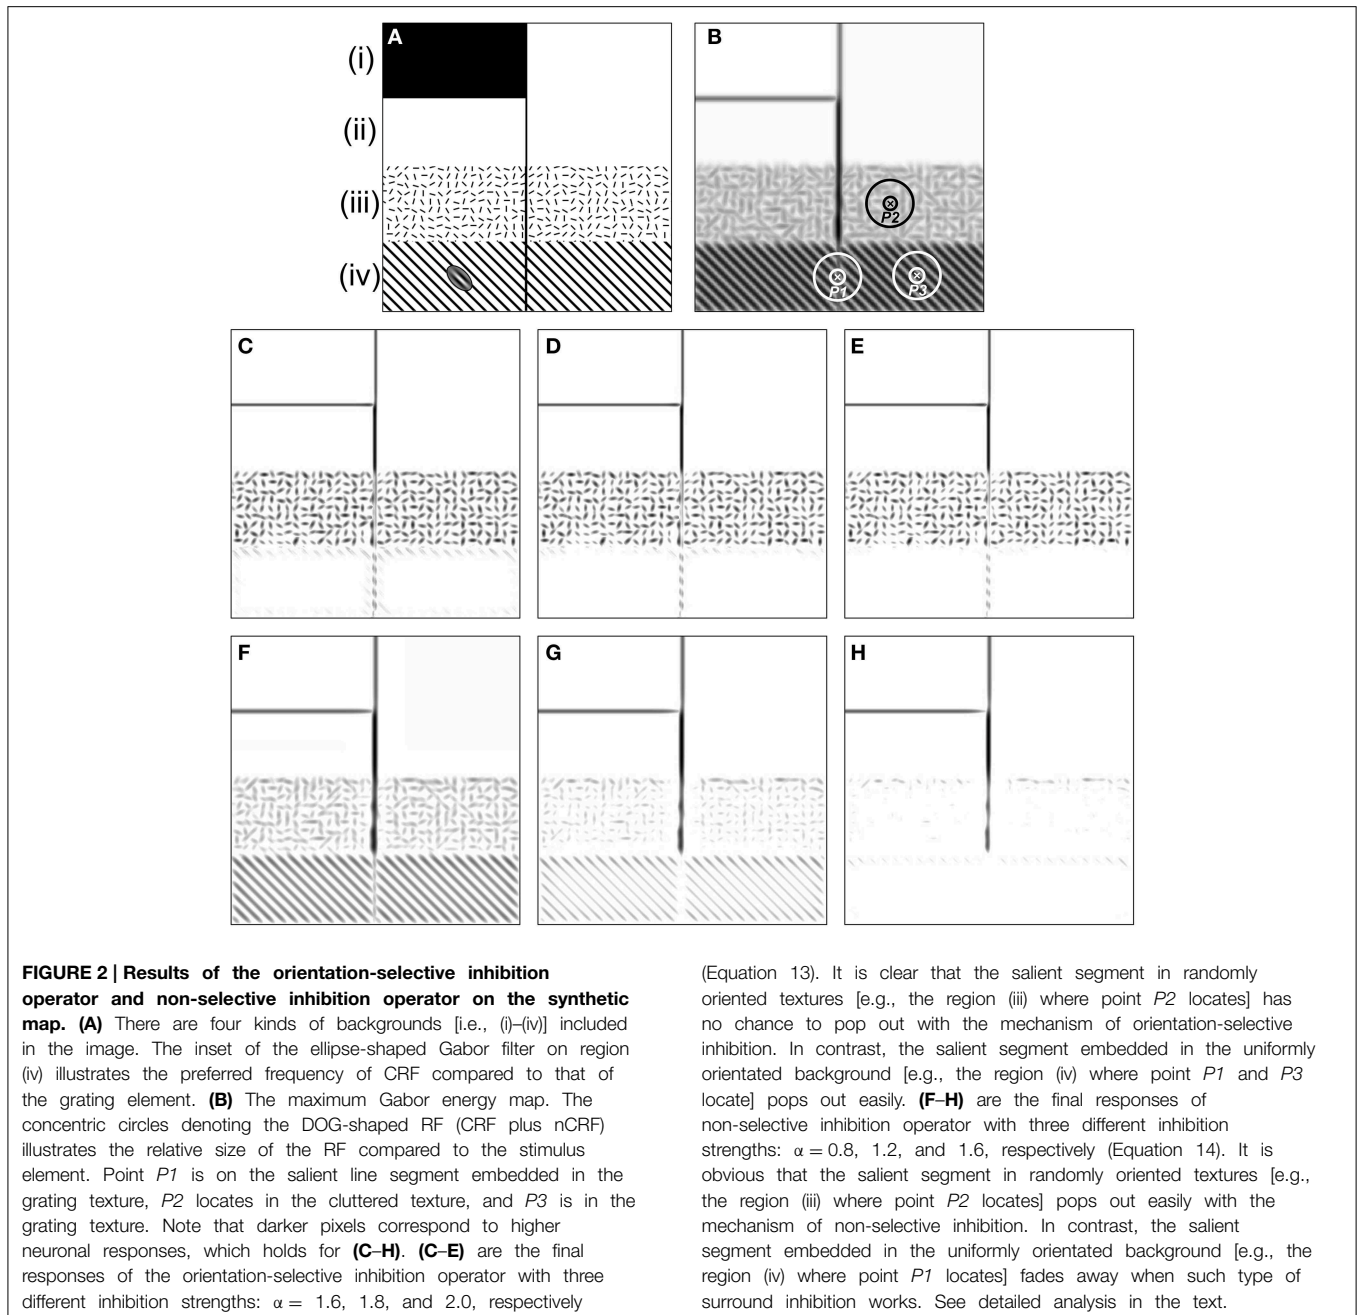 A
B
(i)
(ii)
(iii)
(iv)
P2
P1
P3
C
D
E
F
G
H
FIGURE 2 | Results of the orientation-selective inhibition
operator and non-selective inhibition operator on the synthetic
map. (A) There are four kinds of backgrounds [i.e., (i)–(iv)] included
in the image. The inset of the ellipse-shaped Gabor filter on region
(iv) illustrates the preferred frequency of CRF compared to that of
the grating element. (B) The maximum Gabor energy map. The
concentric circles denoting the DOG-shaped RF (CRF plus nCRF)
illustrates the relative size of the RF compared to the stimulus
element. Point P1 is on the salient line segment embedded in the
grating texture, P2 locates in the cluttered texture, and P3 is in the
grating texture. Note that darker pixels correspond to higher
neuronal responses, which holds for (C–H). (C–E) are the final
responses of the orientation-selective inhibition operator with three
different inhibition strengths: α = 1.6, 1.8, and 2.0, respectively
(Equation 13). It is clear that the salient segment in randomly
oriented textures [e.g., the region (iii) where point P2 locates] has
no chance to pop out with the mechanism of orientation-selective
inhibition. In contrast, the salient segment embedded in the uniformly
orientated background [e.g., the region (iv) where point P1 and P3
locate] pops out easily. (F–H) are the final responses of
non-selective inhibition operator with three different inhibition
strengths: α = 0.8, 1.2, and 1.6, respectively (Equation 14). It is
obvious that the salient segment in randomly oriented textures [e.g.,
the region (iii) where point P2 locates] pops out easily with the
mechanism of non-selective inhibition. In contrast, the salient
segment embedded in the uniformly orientated background [e.g., the
region (iv) where point P1 locates] fades away when such type of
surround inhibition works. See detailed analysis in the text.